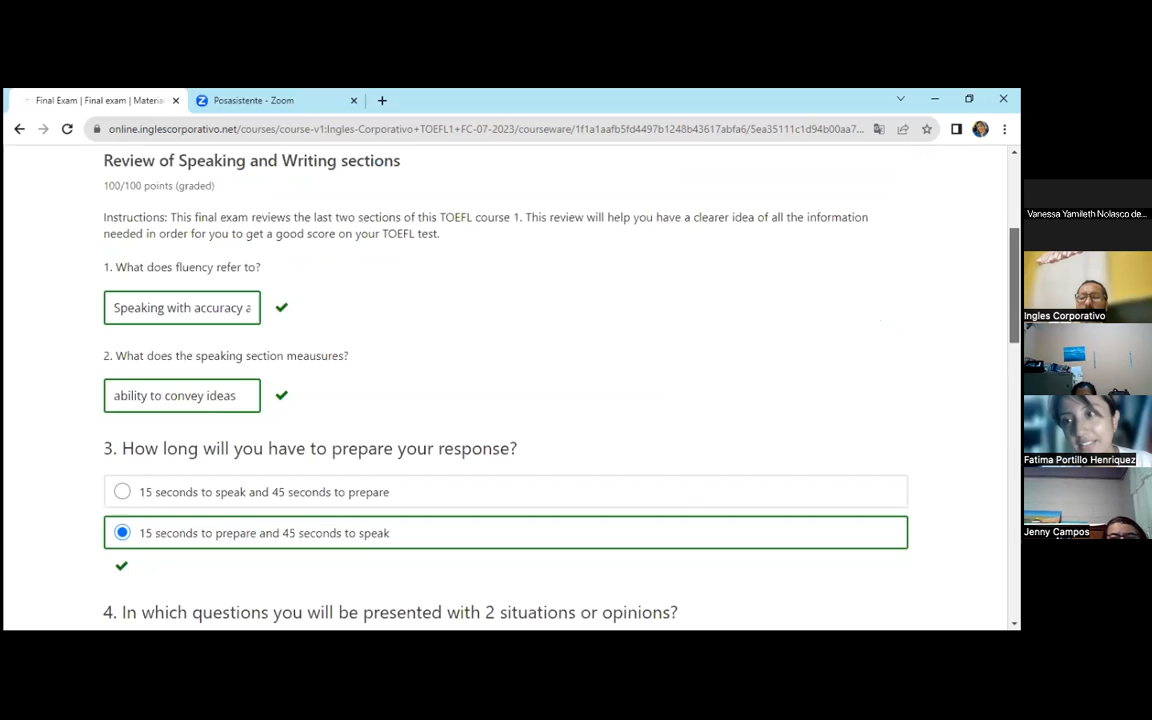 Final Exam | Final exam | Materia
Posasistente - Zoom
online.inglescorporativo.net/courses/course-v1:Ingles-Corporativo+TOEFL1+FC-07-2023/courseware/1f1a1aafb5fd4497b1248b43617abfa6/5ea35111c1d94b00aa7...
Review of Speaking and Writing sections
100/100 points (graded)
Instructions: This final exam reviews the last two sections of this TOEFL course 1. This review will help you have a clearer idea of all the information
needed in order for you to get a good score on your TOEFL test.
1. What does fluency refer to?
Speaking with accuracy a
2. What does the speaking section meausures?
ability to convey ideas
3. How long will you have to prepare your response?
15 seconds to speak and 45 seconds to prepare
15 seconds to prepare and 45 seconds to speak
4. In which questions you will be presented with 2 situations or opinions?
Vanessa Yamileth Nolasco de...
Ingles Corporativo
Fatima Portillo Henriquez
Jenny Campos